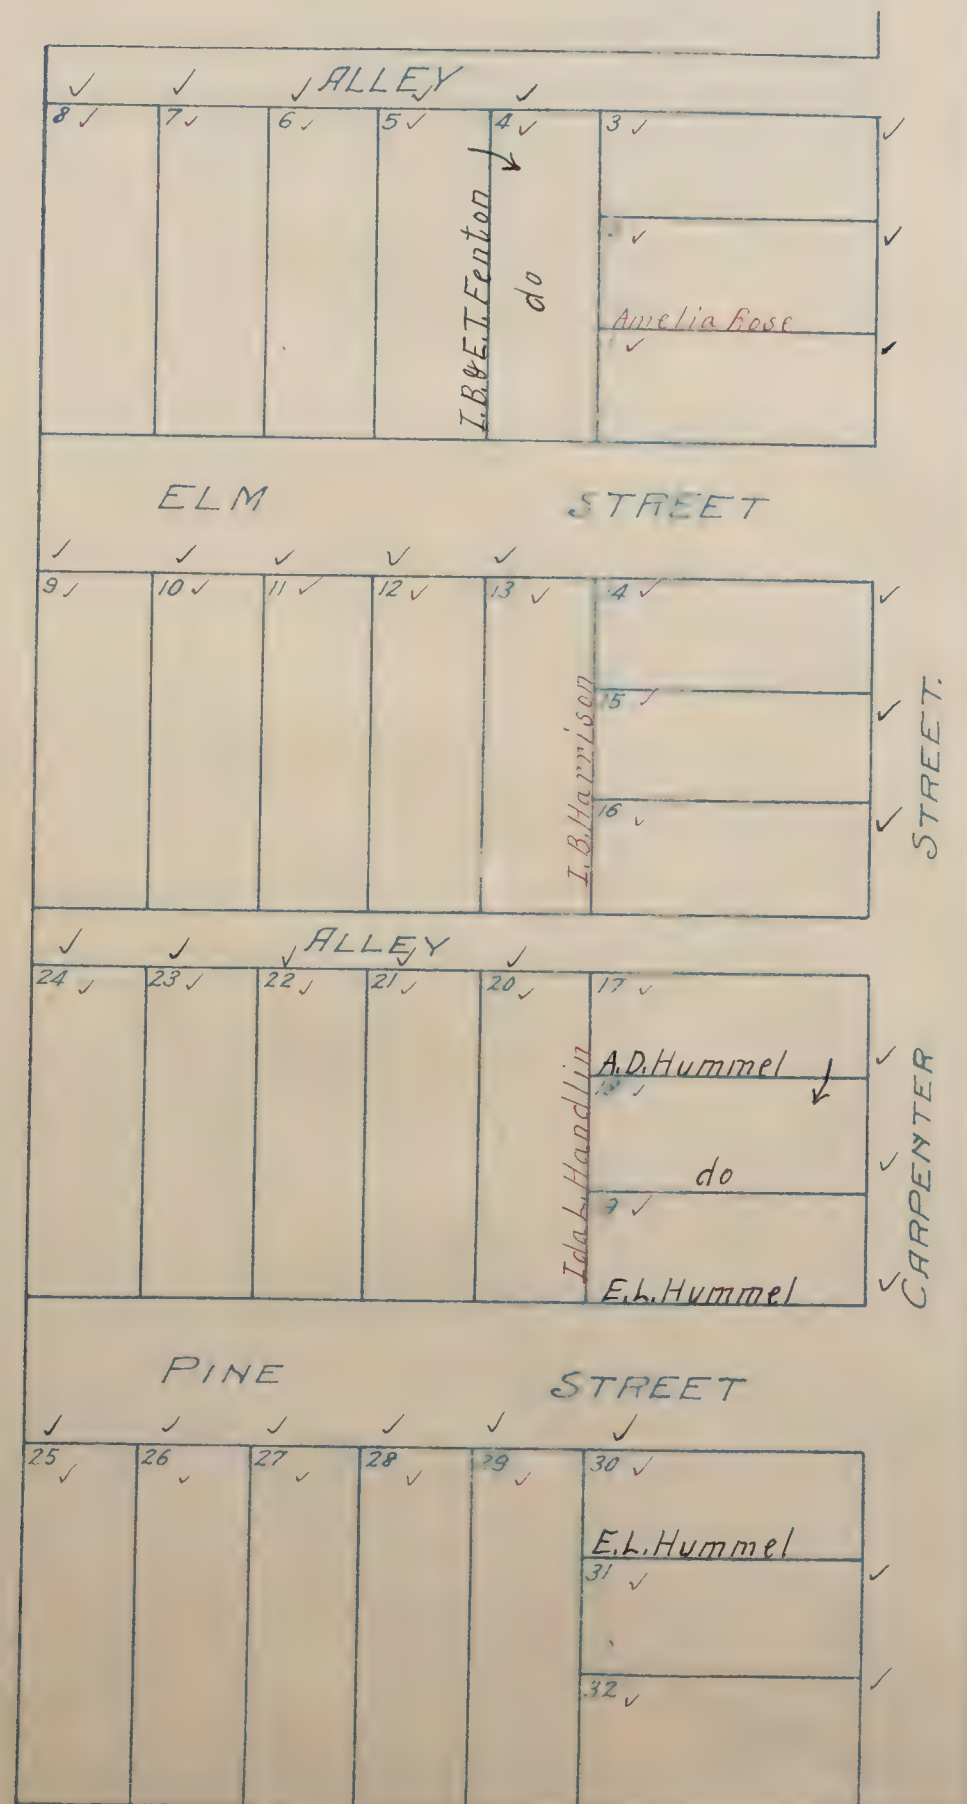 ALLEY
8
7
6
5
4
3
I.B. & E.T. Fenton
do
Amelia Rose
ELM STREET
9
10
11
12
13
14
15
16
I.B. Harrison
STREET.
ALLEY
24
23
22
21
20
17
A.D. Hummel
18
do
Ida L. Handlin
E.L. Hummel
CARPENTER
PINE STREET
25
26
27
28
29
30
E.L. Hummel
31
32